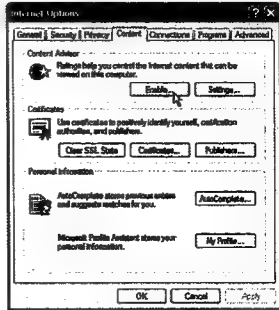 Internet Options
General Security Privacy Content Connections Programs Advanced
Content Advisor
Ratings help you control the Internet content that can be
viewed on this computer.
Enable... Settings...
Certificates
Use certificates to positively identify yourself, certification
authorities, and publishers.
Clear SSL State Certificates... Publishers...
Personal information
AutoComplete stores previous entries
and suggests matches for you.
AutoComplete...
Microsoft Profile Assistant stores your
personal information.
My Profile...
OK Cancel Apply